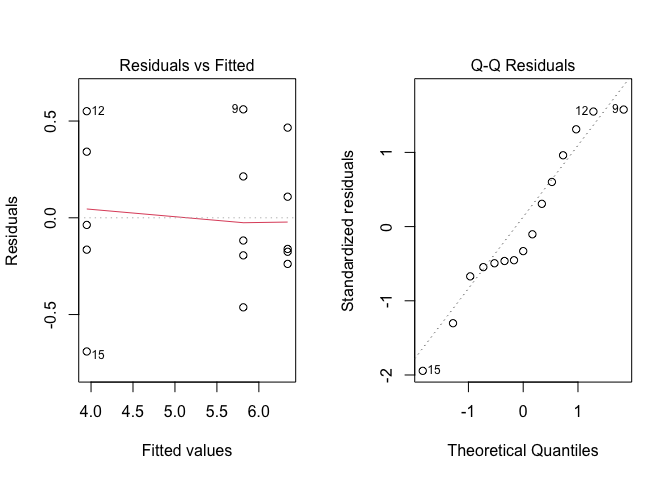 Residuals vs Fitted
Residuals
0.5
0.0
-0.5
12
9
15
4.0 4.5 5.0 5.5 6.0
Fitted values
Q-Q Residuals
Standardized residuals
1
0
-1
-2
12
9
15
-1 0 1
Theoretical Quantiles